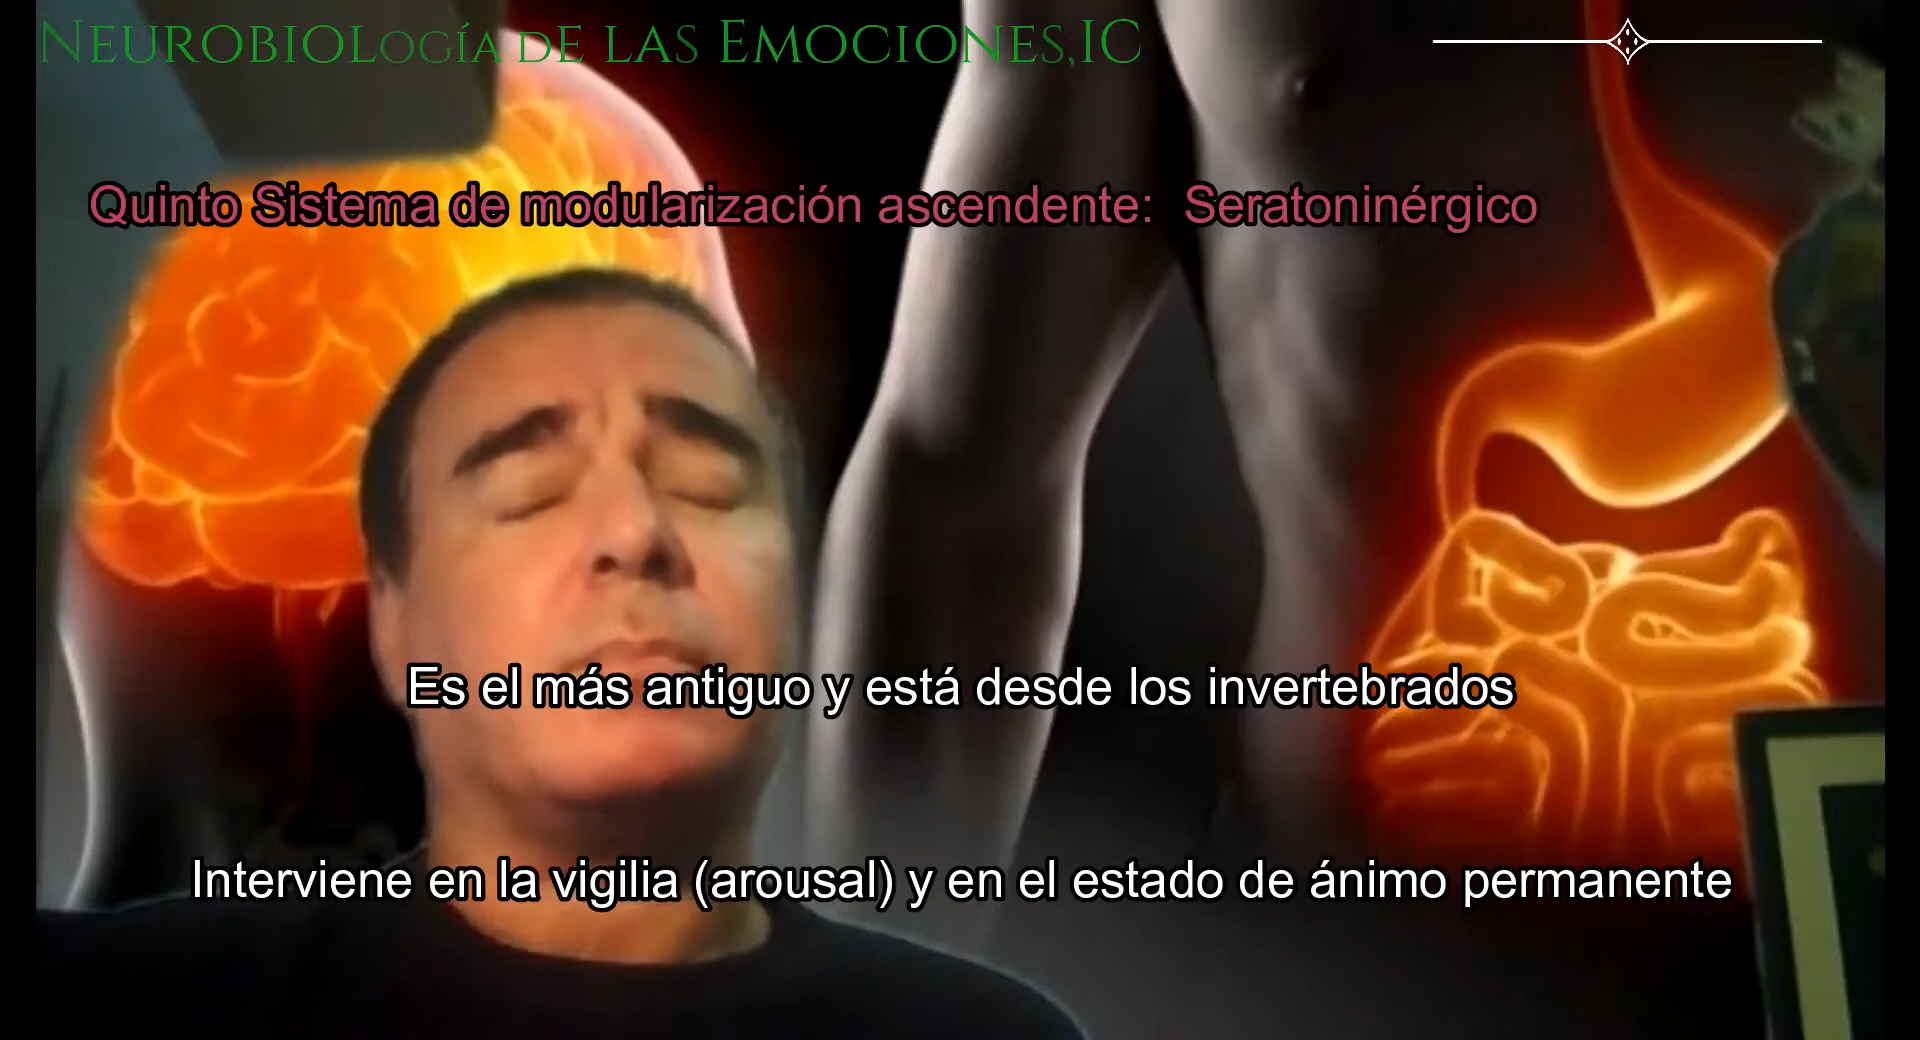 Neurobiología de las Emociones,IC
Quinto Sistema de modularización ascendente: Seratoninérgico
Es el más antiguo y está desde los invertebrados
Interviene en la vigilia (arousal) y en el estado de ánimo permanente